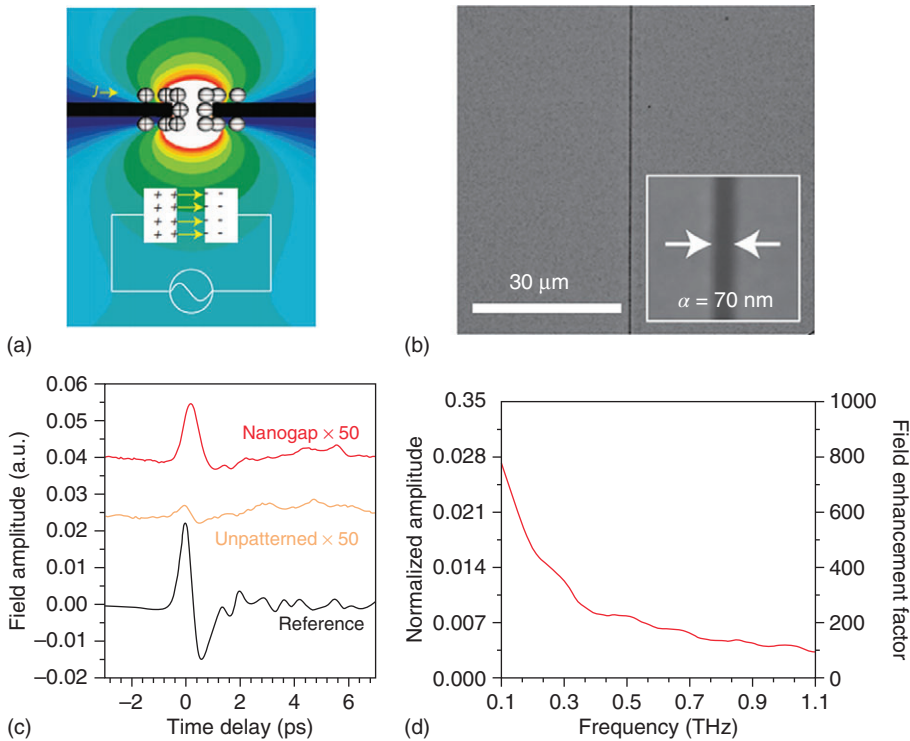 J
+ + - -
+ + - -
+ + - -
+ + - -
(a)
30 μm
α = 70 nm
(b)
0.06
0.05
0.04
0.03
0.02
0.01
0.00
−0.01
−0.02
Field amplitude (a.u.)
Nanogap × 50
Unpatterned × 50
Reference
−2 0 2 4 6
Time delay (ps)
(c)
0.35
0.028
0.021
0.014
0.007
0.000
Normalized amplitude
1000
800
600
400
200
0
Field enhancement factor
0.1 0.3 0.5 0.7 0.9 1.1
Frequency (THz)
(d)